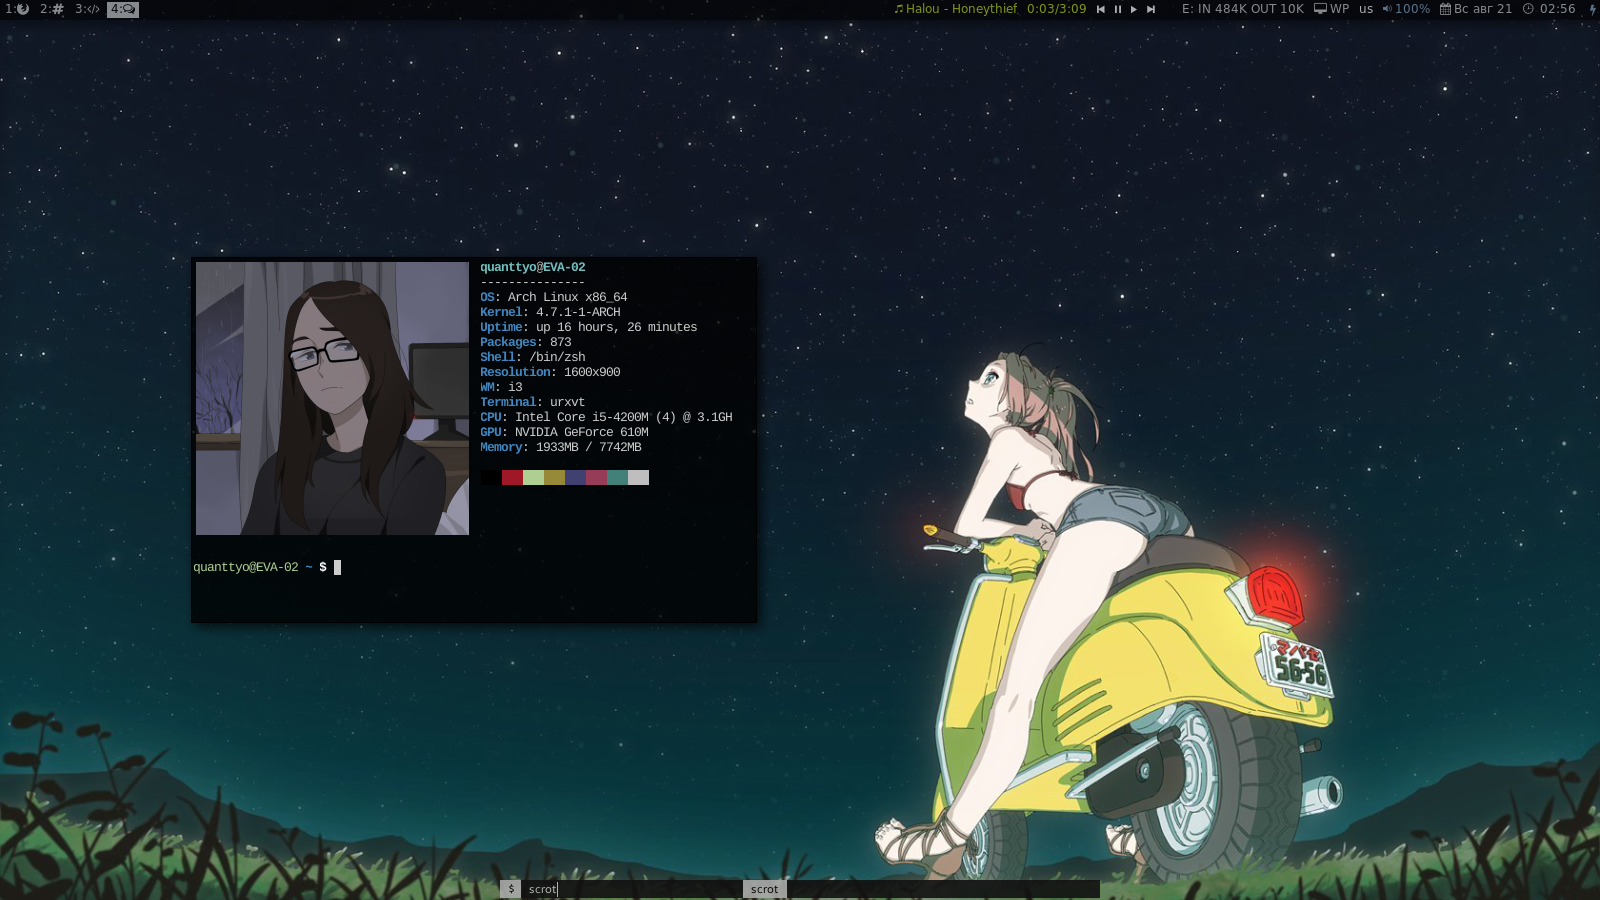 1: 2: 3: 4:
Halou - Honeythief 0:03/3:09
E: IN 484K OUT 10K WP us 100% Вс авг 21 02:56
quanttyo@EVA-02
---------------
OS: Arch Linux x86_64
Kernel: 4.7.1-1-ARCH
Uptime: up 16 hours, 26 minutes
Packages: 873
Shell: /bin/zsh
Resolution: 1600x900
WM: i3
Terminal: urxvt
CPU: Intel Core i5-4200M (4) @ 3.1GH
GPU: NVIDIA GeForce 610M
Memory: 1933MB / 7742MB
quanttyo@EVA-02 ~ $
マバセ
56-56
$ scrot scrot